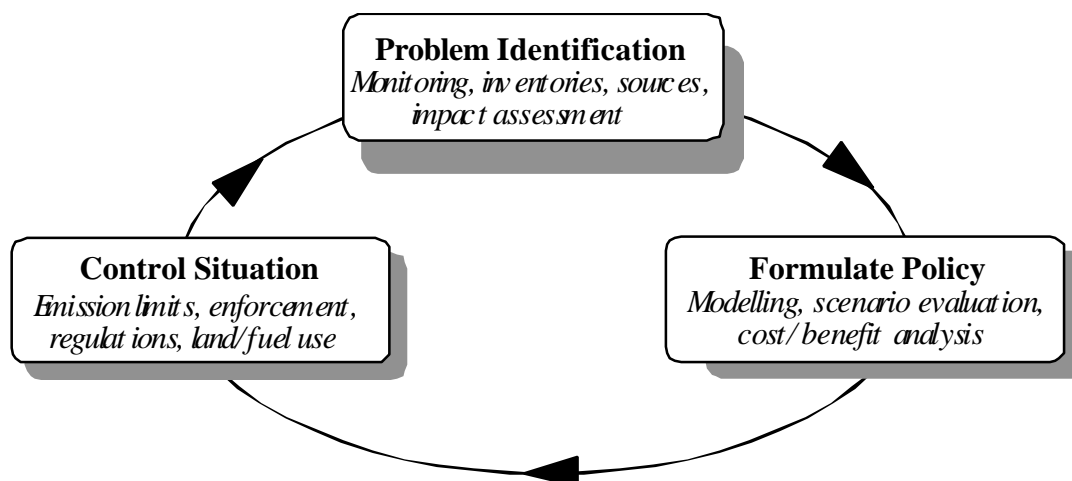 Problem Identification
Monitoring, inventories, sources,
impact assessment
Control Situation
Emission limits, enforcement,
regulations, land/fuel use
Formulate Policy
Modelling, scenario evaluation,
cost/benefit analysis